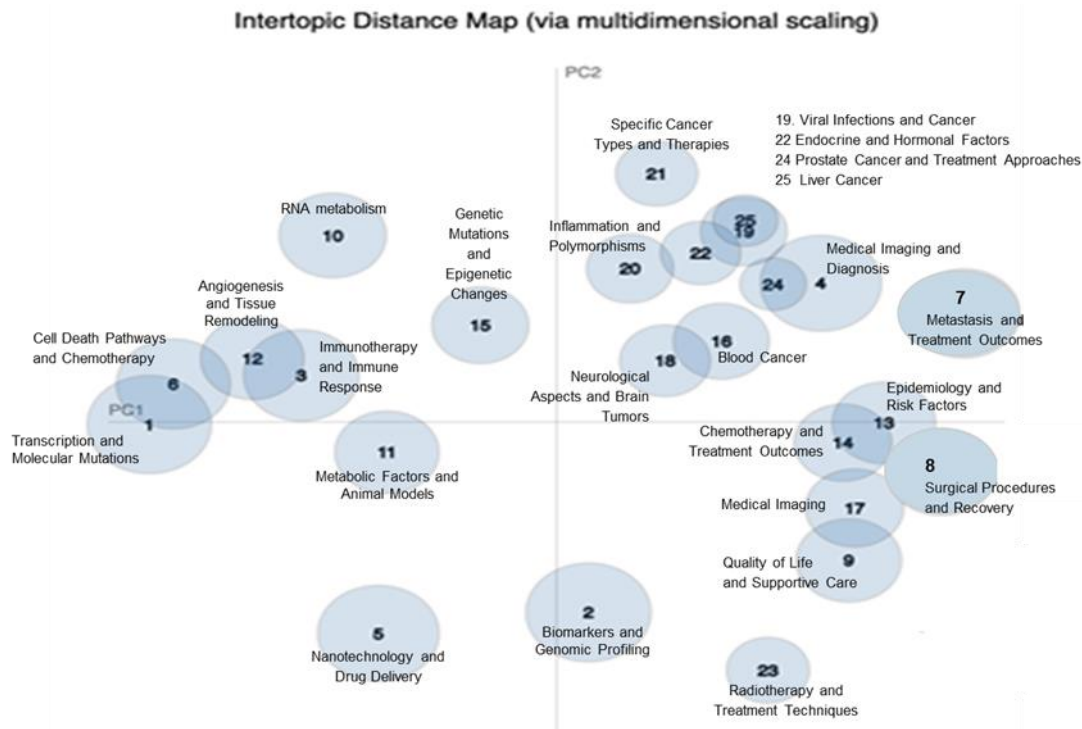 Intertopic Distance Map (via multidimensional scaling)
PC2
19. Viral Infections and Cancer
22 Endocrine and Hormonal Factors
24 Prostate Cancer and Treatment Approaches
25 Liver Cancer
Specific Cancer
Types and Therapies
21
RNA metabolism
10
Genetic
Mutations
and
Epigenetic
Changes
15
Inflammation and
Polymorphisms
20
22
25
19
24
Medical Imaging and
Diagnosis
4
7
Metastasis and
Treatment Outcomes
Angiogenesis
and Tissue
Remodeling
12
Cell Death Pathways
and Chemotherapy
6
Immunotherapy
and Immune
Response
3
16
Blood Cancer
18
Neurological
Aspects and Brain
Tumors
PC1
1
Transcription and
Molecular Mutations
11
Metabolic Factors and
Animal Models
Epidemiology and
Risk Factors
13
Chemotherapy and
Treatment Outcomes
14
8
Surgical Procedures
and Recovery
Medical Imaging
17
9
Quality of Life
and Supportive Care
5
Nanotechnology and
Drug Delivery
2
Biomarkers and
Genomic Profiling
23
Radiotherapy and
Treatment Techniques